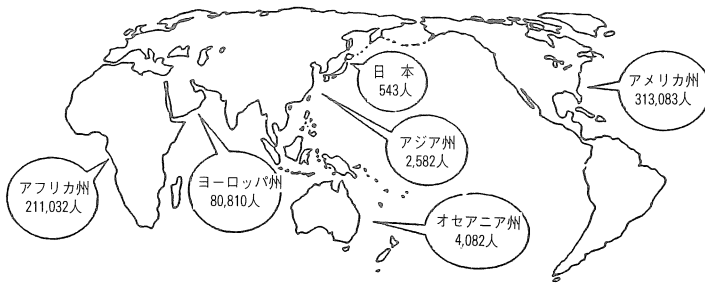 日 本
543人
アメリカ州
313,083人
アジア州
2,582人
アフリカ州
211,032人
ヨーロッパ州
80,810人
オセアニア州
4,082人